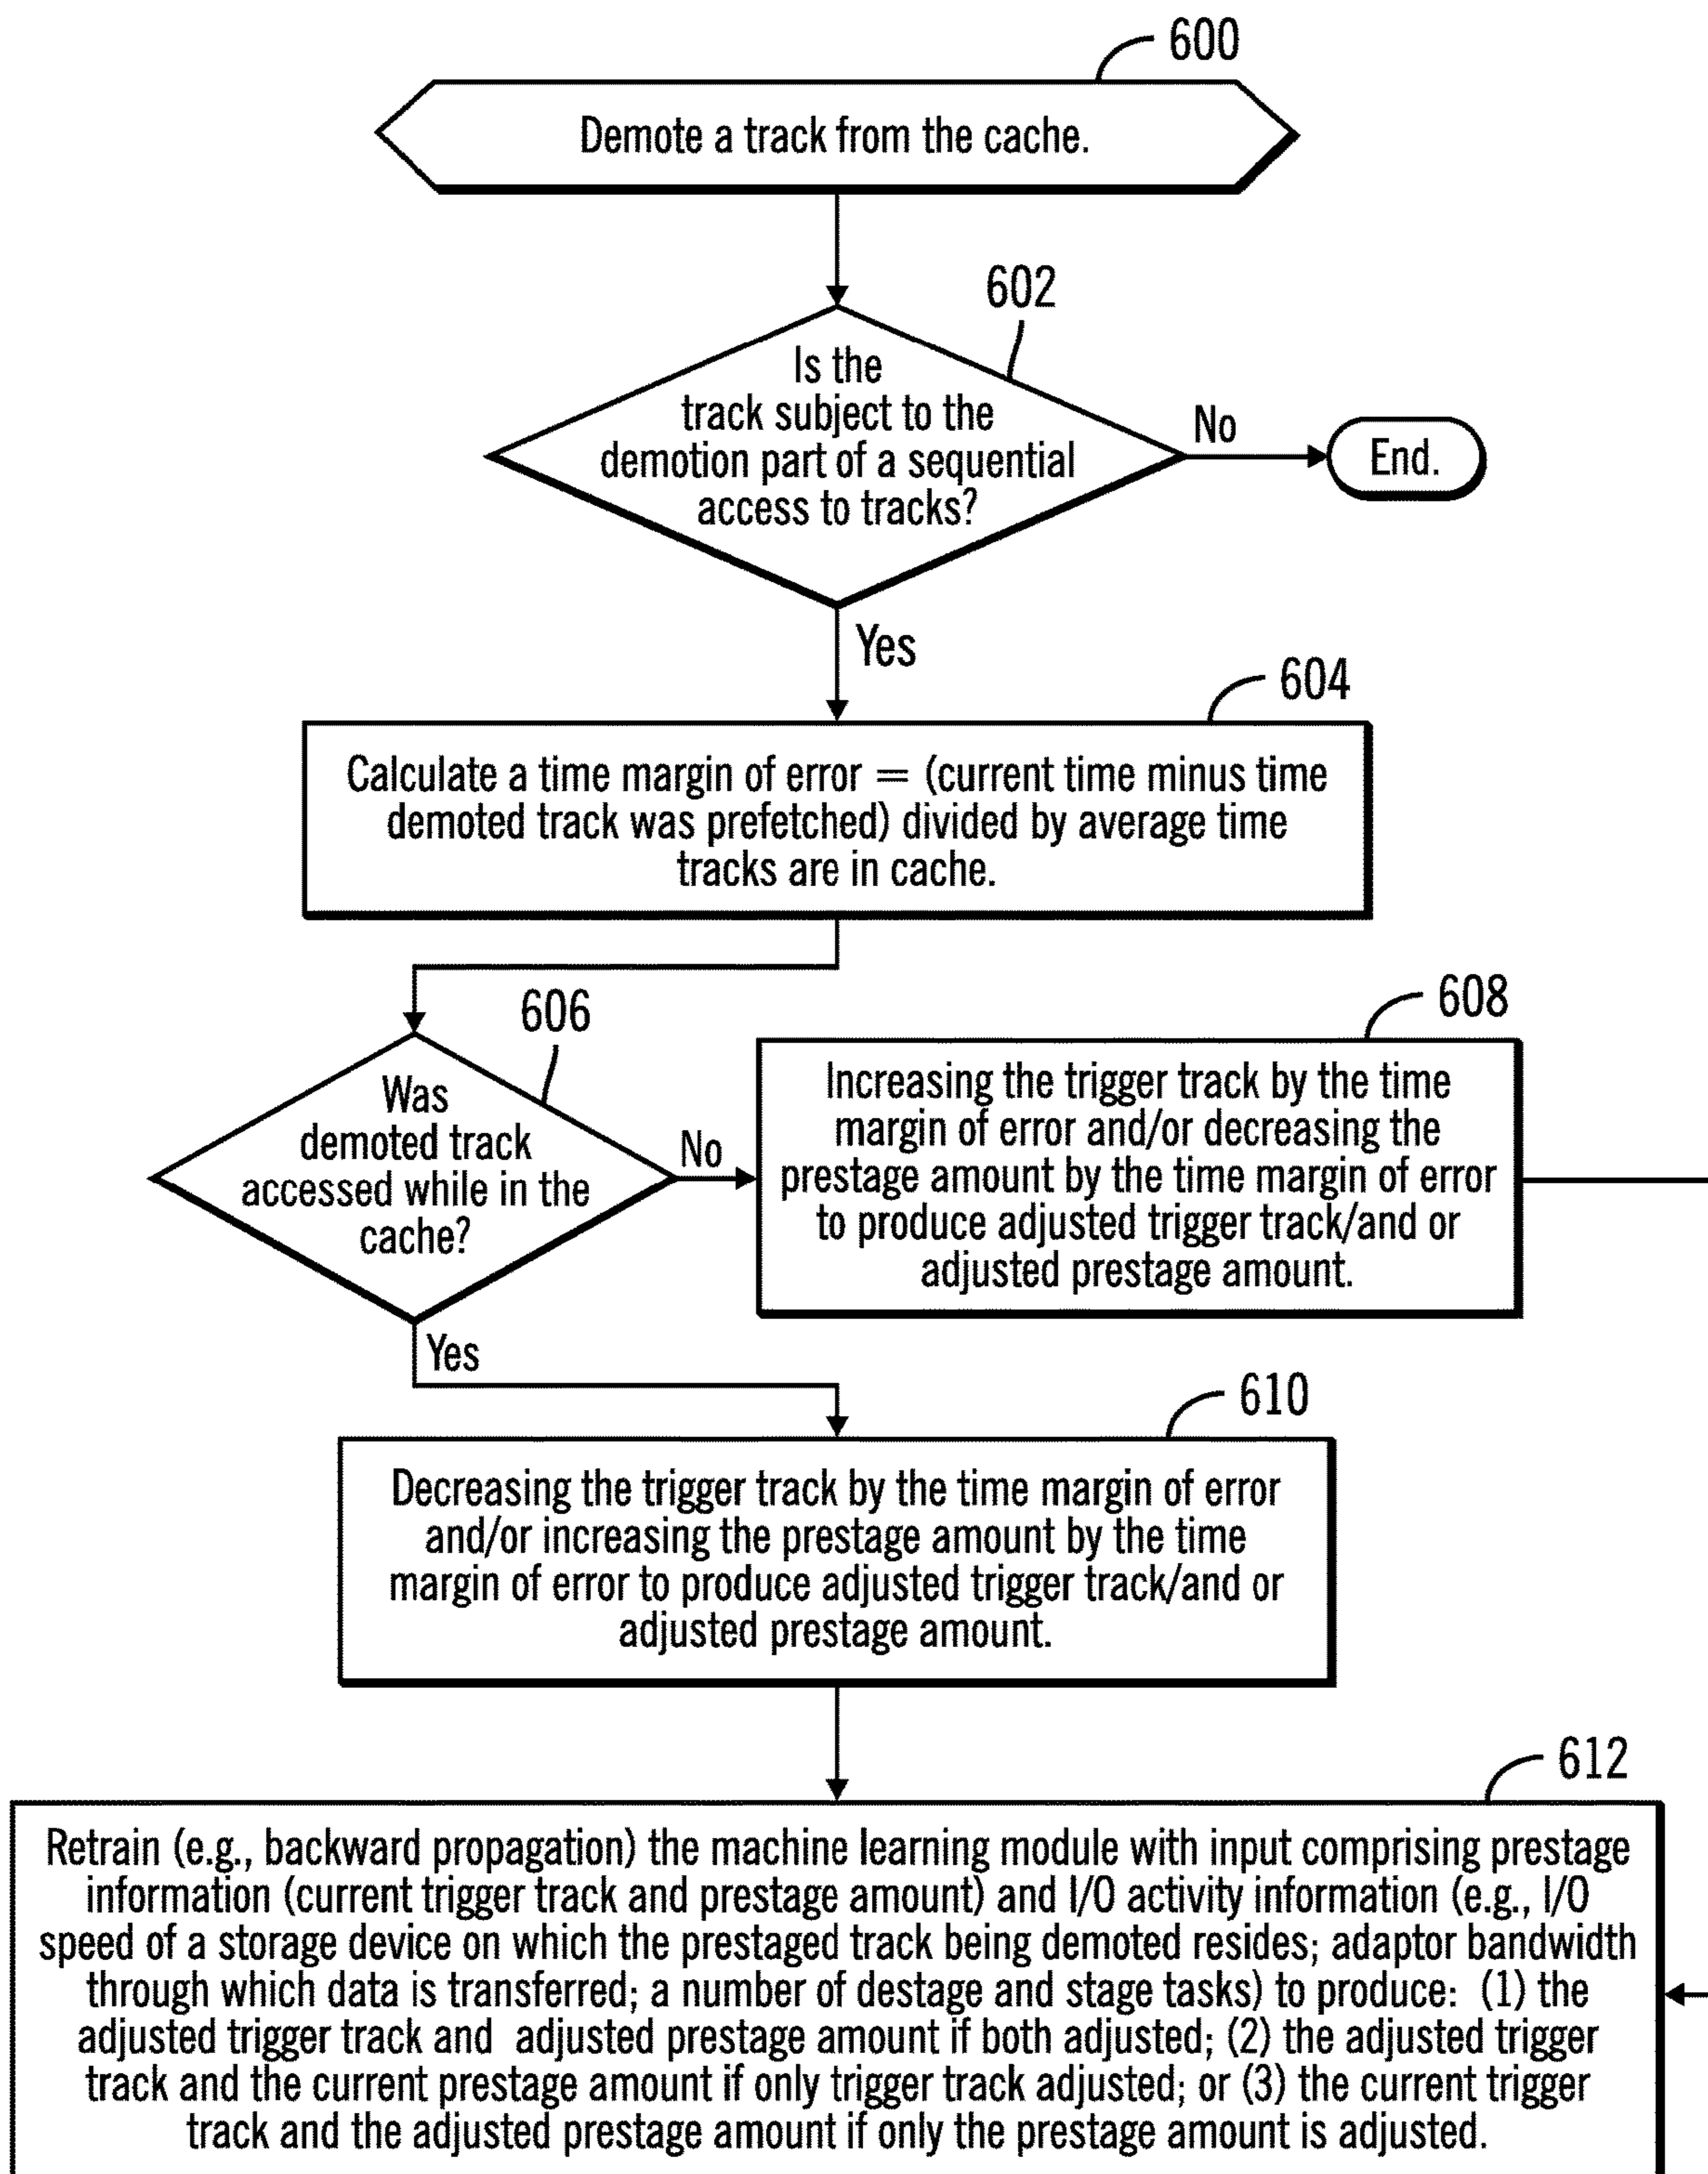 600
Demote a track from the cache.
602
Is the
track subject to the
demotion part of a sequential
access to tracks?
No
End.
Yes
604
Calculate a time margin of error = (current time minus time
demoted track was prefetched) divided by average time
tracks are in cache.
606
Was
demoted track
accessed while in the
cache?
No
608
Increasing the trigger track by the time
margin of error and/or decreasing the
prestage amount by the time margin of error
to produce adjusted trigger track/and or
adjusted prestage amount.
Yes
610
Decreasing the trigger track by the time margin of error
and/or increasing the prestage amount by the time
margin of error to produce adjusted trigger track/and or
adjusted prestage amount.
612
Retrain (e.g., backward propagation) the machine learning module with input comprising prestage
information (current trigger track and prestage amount) and I/O activity information (e.g., I/O
speed of a storage device on which the prestaged track being demoted resides; adaptor bandwidth
through which data is transferred; a number of destage and stage tasks) to produce: (1) the
adjusted trigger track and adjusted prestage amount if both adjusted; (2) the adjusted trigger
track and the current prestage amount if only trigger track adjusted; or (3) the current trigger
track and the adjusted prestage amount if only the prestage amount is adjusted.